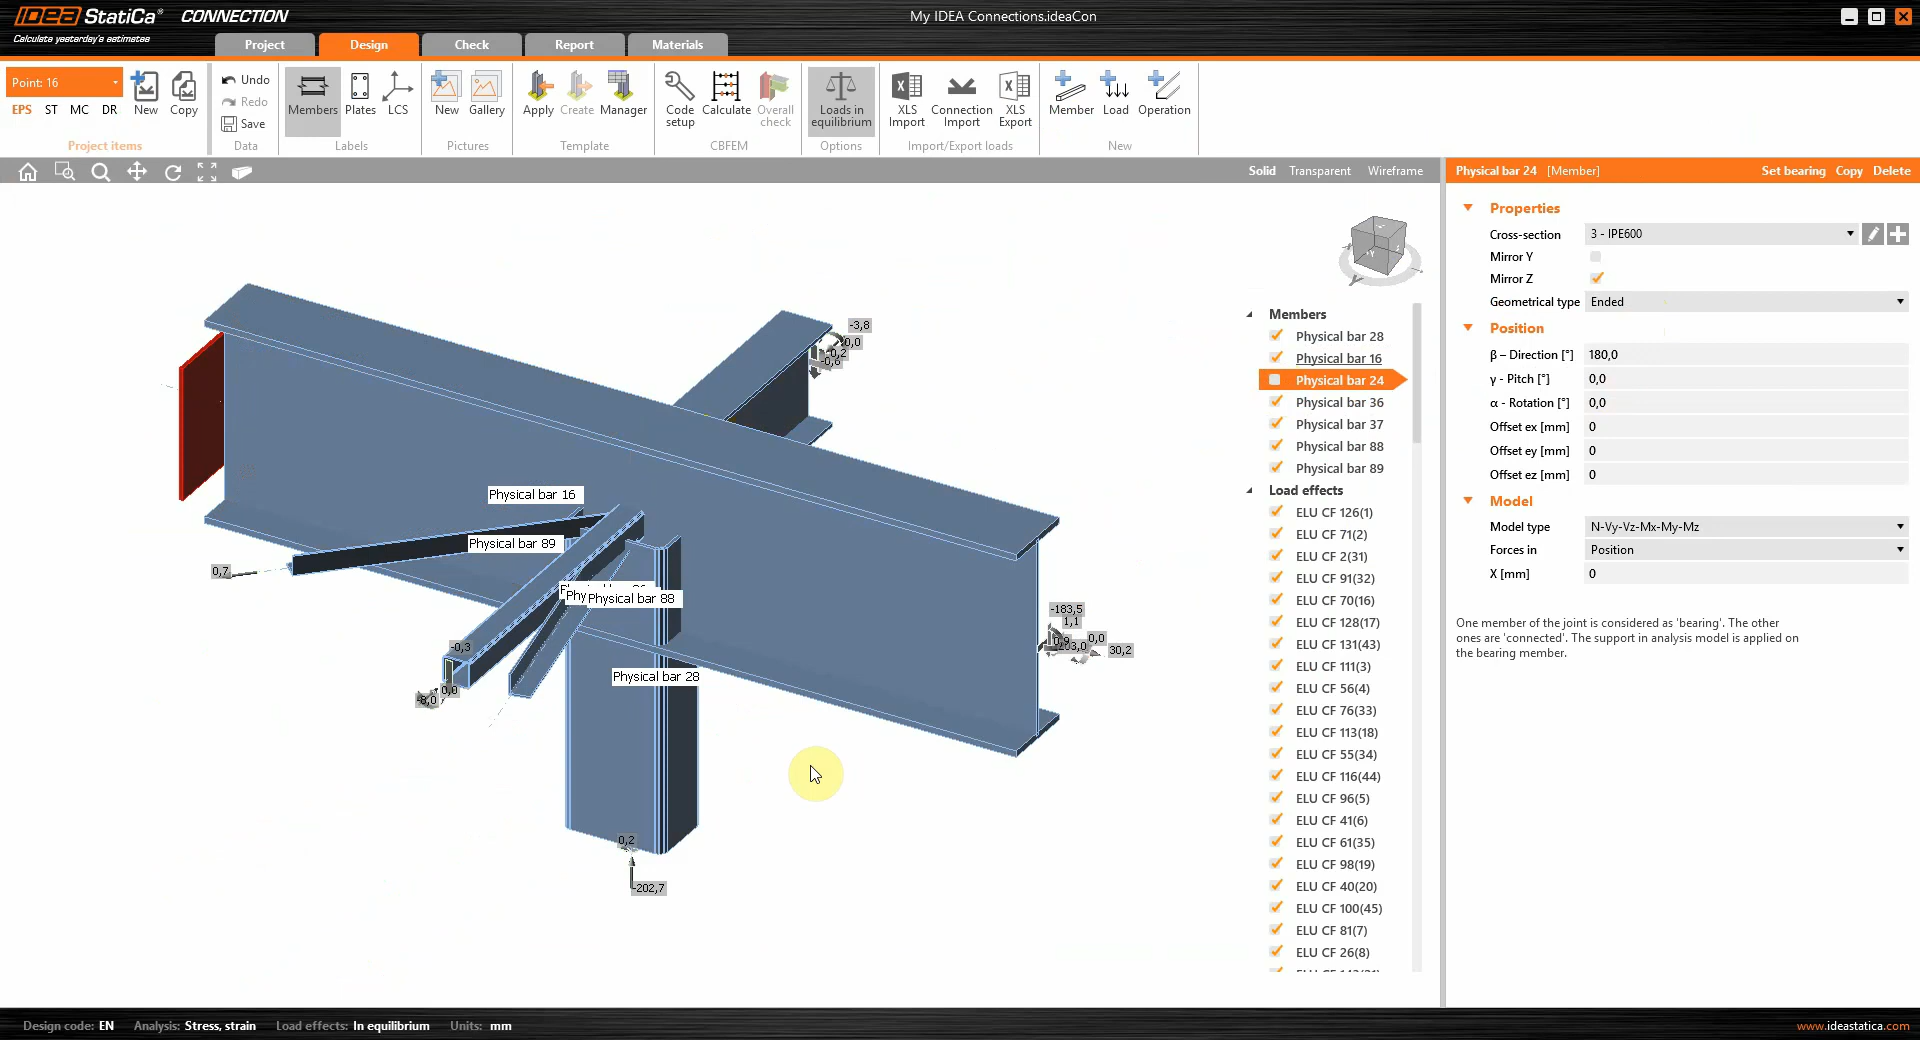 IDEA StatiCa® CONNECTION
Calculate yesterday's estimates
My IDEA Connections.ideaCon
Project Design Check Report Materials
Point: 16
EPS ST MC DR
New Copy
Project items
Undo
Redo
Save
Data
Members Plates LCS
Labels
New Gallery
Pictures
Apply Create Manager
Template
Code setup Calculate Overall check
CBFEM
Loads in equilibrium
Options
XLS Import Connection Import XLS Export
Import/Export loads
Member Load Operation
New
Solid Transparent Wireframe
Physical bar 24 [Member] Set bearing Copy Delete
Properties
Cross-section 3 - IPE600
Mirror Y
Mirror Z
Geometrical type Ended
Position
β – Direction [°] 180,0
γ - Pitch [°] 0,0
α - Rotation [°] 0,0
Offset ex [mm] 0
Offset ey [mm] 0
Offset ez [mm] 0
Model
Model type N-Vy-Vz-Mx-My-Mz
Forces in Position
X [mm] 0
One member of the joint is considered as 'bearing'. The other
ones are 'connected'. The support in analysis model is applied on
the bearing member.
Members
Physical bar 28
Physical bar 16
Physical bar 24
Physical bar 36
Physical bar 37
Physical bar 88
Physical bar 89
Load effects
ELU CF 126(1)
ELU CF 71(2)
ELU CF 2(31)
ELU CF 91(32)
ELU CF 70(16)
ELU CF 128(17)
ELU CF 131(43)
ELU CF 111(3)
ELU CF 56(4)
ELU CF 76(33)
ELU CF 113(18)
ELU CF 55(34)
ELU CF 116(44)
ELU CF 96(5)
ELU CF 41(6)
ELU CF 61(35)
ELU CF 98(19)
ELU CF 40(20)
ELU CF 100(45)
ELU CF 81(7)
ELU CF 26(8)
-3,8
0,0
-0,2
-0,6
Physical bar 16
Physical bar 89
0,7
Physical bar 88
-0,3
0,0
Physical bar 28
-183,5
1,1
0,0
30,2
0,2
-202,7
Design code: EN Analysis: Stress, strain Load effects: In equilibrium Units: mm
www.ideastatica.com